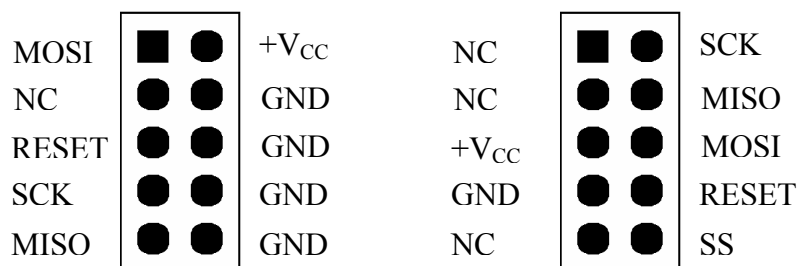 MOSI +VCC NC SCK
NC GND NC MISO
RESET GND +VCC MOSI
SCK GND GND RESET
MISO GND NC SS